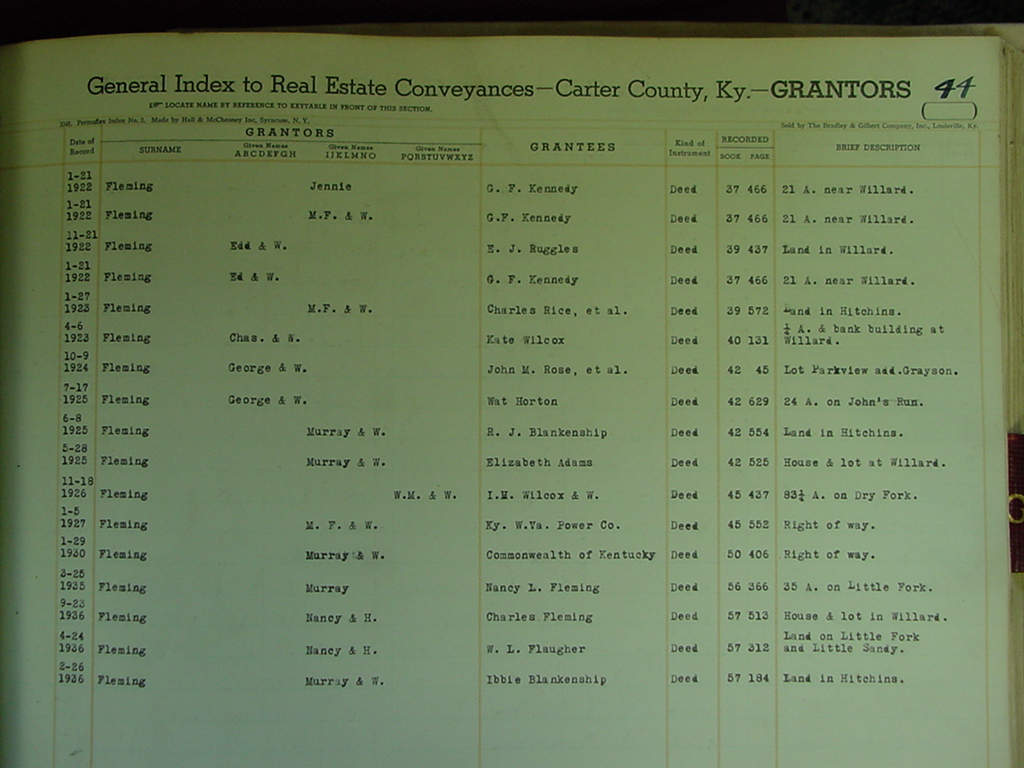 General Index to Real Estate Conveyances—Carter County, Ky.—GRANTORS 44
LOCATE NAME BY REFERENCE TO KEYTABLE IN FRONT OF THIS SECTION.
Permaflex Index No. 3. Made by Hall & McChesney Inc, Syracuse, N. Y. Sold by The Bradley & Gilbert Company, Inc., Louisville, Ky.
Date of Record GRANTORS GRANTEES Kind of Instrument RECORDED BRIEF DESCRIPTION
SURNAME Given Names ABCDEFGH Given Names IJKLMNO Given Names PQRSTUVWXYZ BOOK PAGE
1-21
1922 Fleming Jennie G. F. Kennedy Deed 37 466 21 A. near Willard.
1-21
1922 Fleming M.F. & W. G.F. Kennedy Deed 37 466 21 A. near Willard.
11-21
1922 Fleming Edd & W. E. J. Ruggles Deed 39 437 Land in Willard.
1-21
1922 Fleming Ed & W. G. F. Kennedy Deed 37 466 21 A. near Willard.
1-27
1923 Fleming M.F. & W. Charles Rice, et al. Deed 39 572 Land in Hitchins.
4-6 ½ A. & bank building at
1923 Fleming Chas. & W. Kate Wilcox Deed 40 131 Willard.
10-9
1924 Fleming George & W. John M. Rose, et al. Deed 42 45 Lot Parkview add.Grayson.
7-17
1925 Fleming George & W. Wat Horton Deed 42 629 24 A. on John's Run.
6-8
1925 Fleming Murray & W. R. J. Blankenship Deed 42 554 Land in Hitchins.
5-28
1925 Fleming Murray & W. Elizabeth Adams Deed 42 525 House & lot at Willard.
11-18
1926 Fleming W.M. & W. I.H. Wilcox & W. Deed 45 437 83½ A. on Dry Fork.
1-5
1927 Fleming M. F. & W. Ky. W.Va. Power Co. Deed 45 552 Right of way.
1-29
1930 Fleming Murray & W. Commonwealth of Kentucky Deed 50 406 Right of way.
3-25
1935 Fleming Murray Nancy L. Fleming Deed 56 366 35 A. on Little Fork.
9-23
1936 Fleming Nancy & H. Charles Fleming Deed 57 513 House & lot in Willard.
4-24 Land on Little Fork
1936 Fleming Nancy & H. W. L. Flaugher Deed 57 312 and Little Sandy.
2-26
1936 Fleming Murray & W. Ibbie Blankenship Deed 57 184 Land in Hitchins.